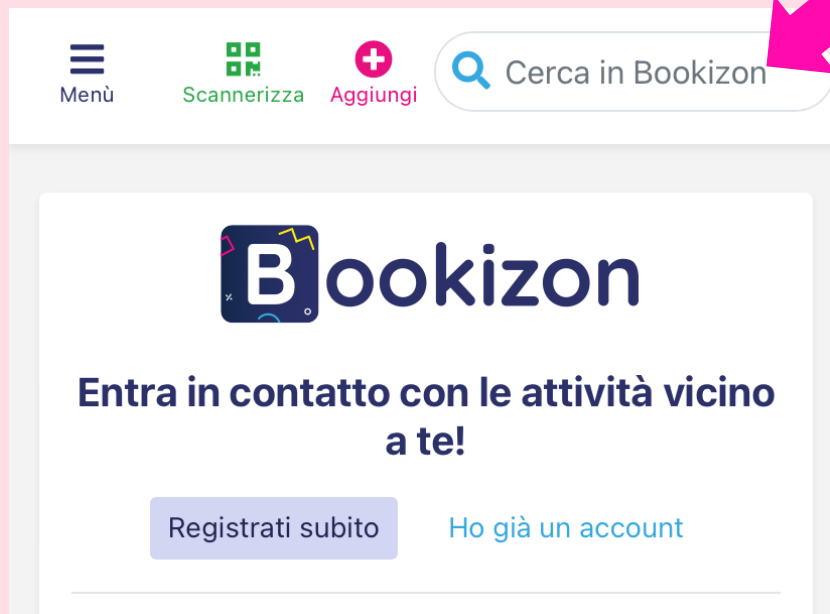 Menù
Scannerizza
Aggiungi
Cerca in Bookizon
Bookizon
Entra in contatto con le attività vicino
a te!
Registrati subito
Ho già un account